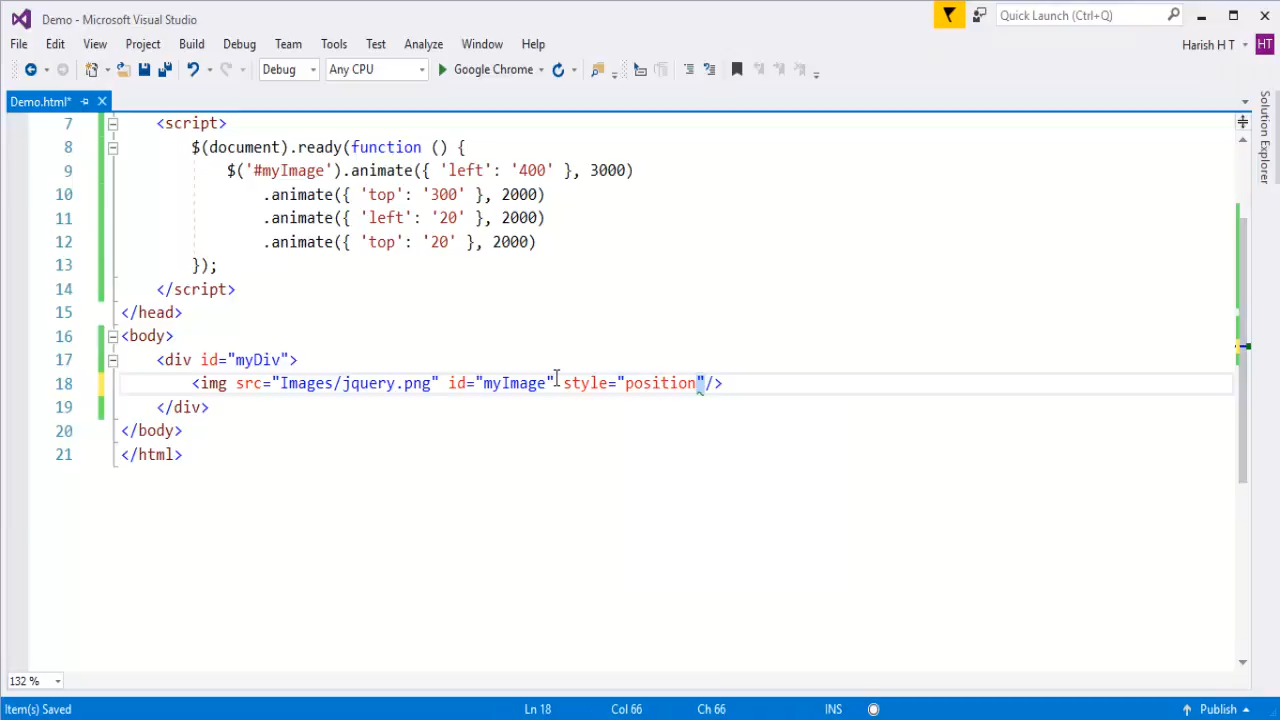 Demo - Microsoft Visual Studio
Quick Launch (Ctrl+Q)
File Edit View Project Build Debug Team Tools Test Analyze Window Help
Harish H T HT
Debug Any CPU Google Chrome
Demo.html*
Solution Explorer
7 <script>
8 $(document).ready(function () {
9 $('#myImage').animate({ 'left': '400' }, 3000)
10 .animate({ 'top': '300' }, 2000)
11 .animate({ 'left': '20' }, 2000)
12 .animate({ 'top': '20' }, 2000)
13 });
14 </script>
15 </head>
16 <body>
17 <div id="myDiv">
18 <img src="Images/jquery.png" id="myImage" style="position"/>
19 </div>
20 </body>
21 </html>
132 %
Item(s) Saved Ln 18 Col 66 Ch 66 INS Publish